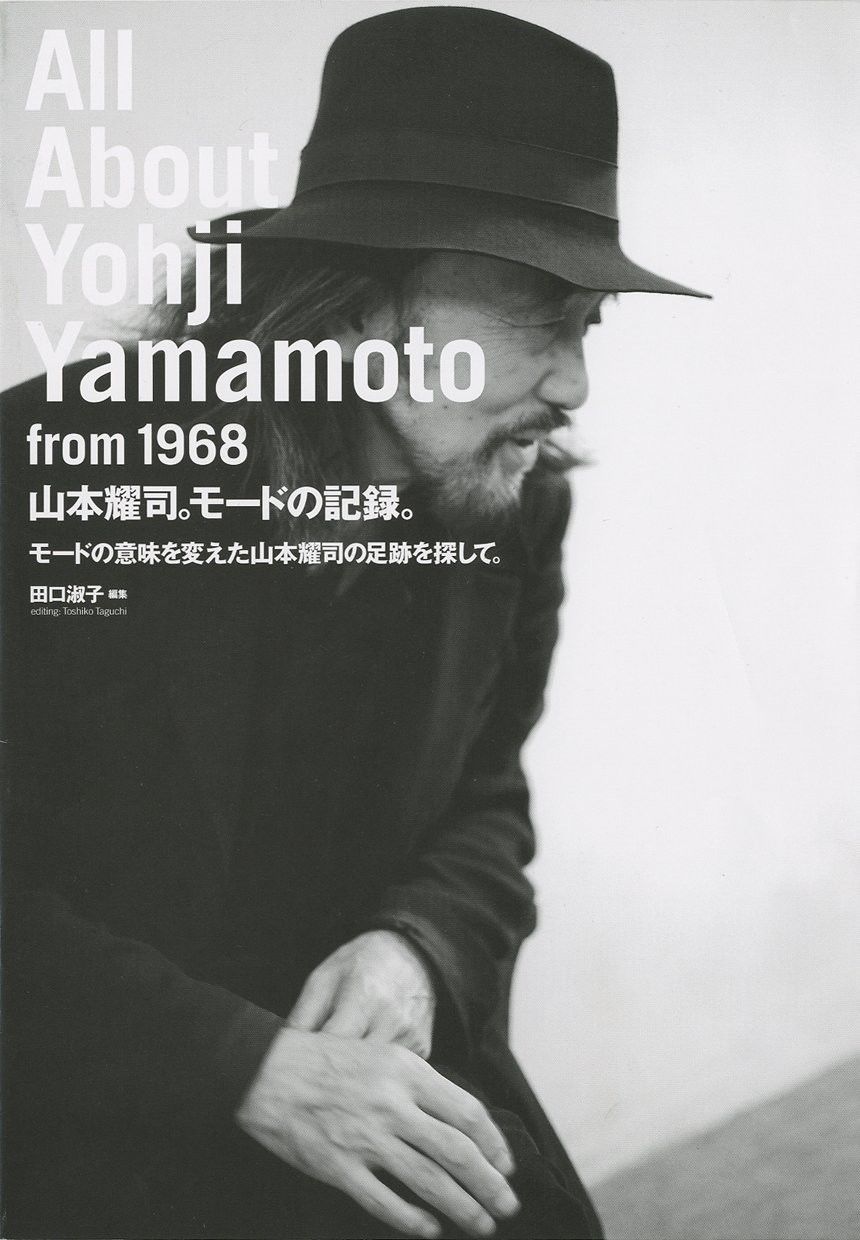 All
About
Yohji
Yamamoto
from 1968
山本耀司。モードの記録。
モードの意味を変えた山本耀司の足跡を探して。
田口淑子 編集
editing: Toshiko Taguchi